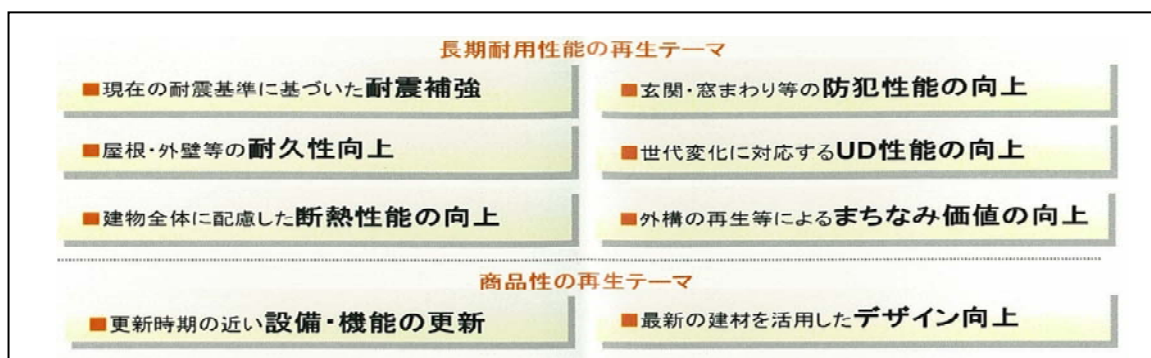 長期耐用性能の再生テーマ
■現在の耐震基準に基づいた耐震補強
■玄関・窓まわり等の防犯性能の向上
■屋根・外壁等の耐久性向上
■世代変化に対応するUD性能の向上
■建物全体に配慮した断熱性能の向上
■外構の再生等によるまちなみ価値の向上
商品性の再生テーマ
■更新時期の近い設備・機能の更新
■最新の建材を活用したデザイン向上